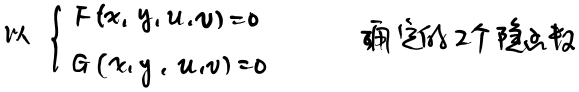 以 { F(x, y, u, v)=0
G(x, y, u, v)=0 确定的2个隐函数